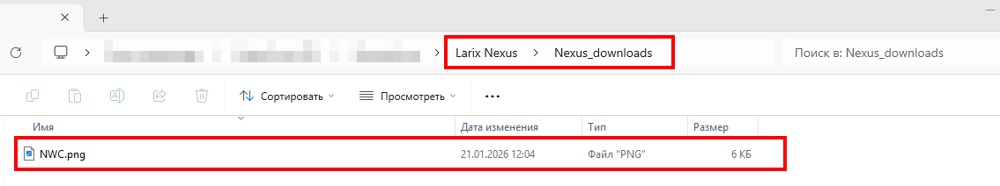 Larix Nexus > Nexus_downloads
Поиск в: Nexus_downloads
Сортировать
Просмотреть
Имя
Дата изменения
Тип
Размер
NWC.png
21.01.2026 12:04
Файл "PNG"
6 КБ